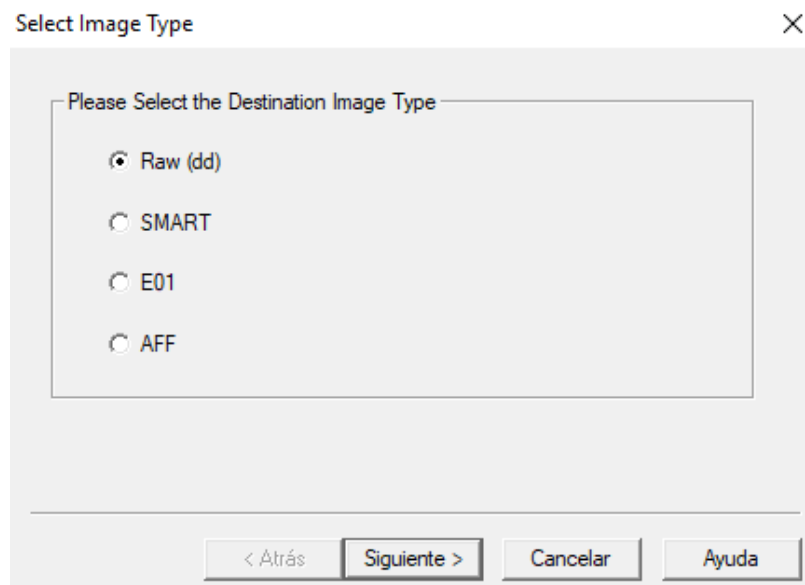 Select Image Type
Please Select the Destination Image Type
Raw (dd)
SMART
E01
AFF
< Atrás
Siguiente >
Cancelar
Ayuda